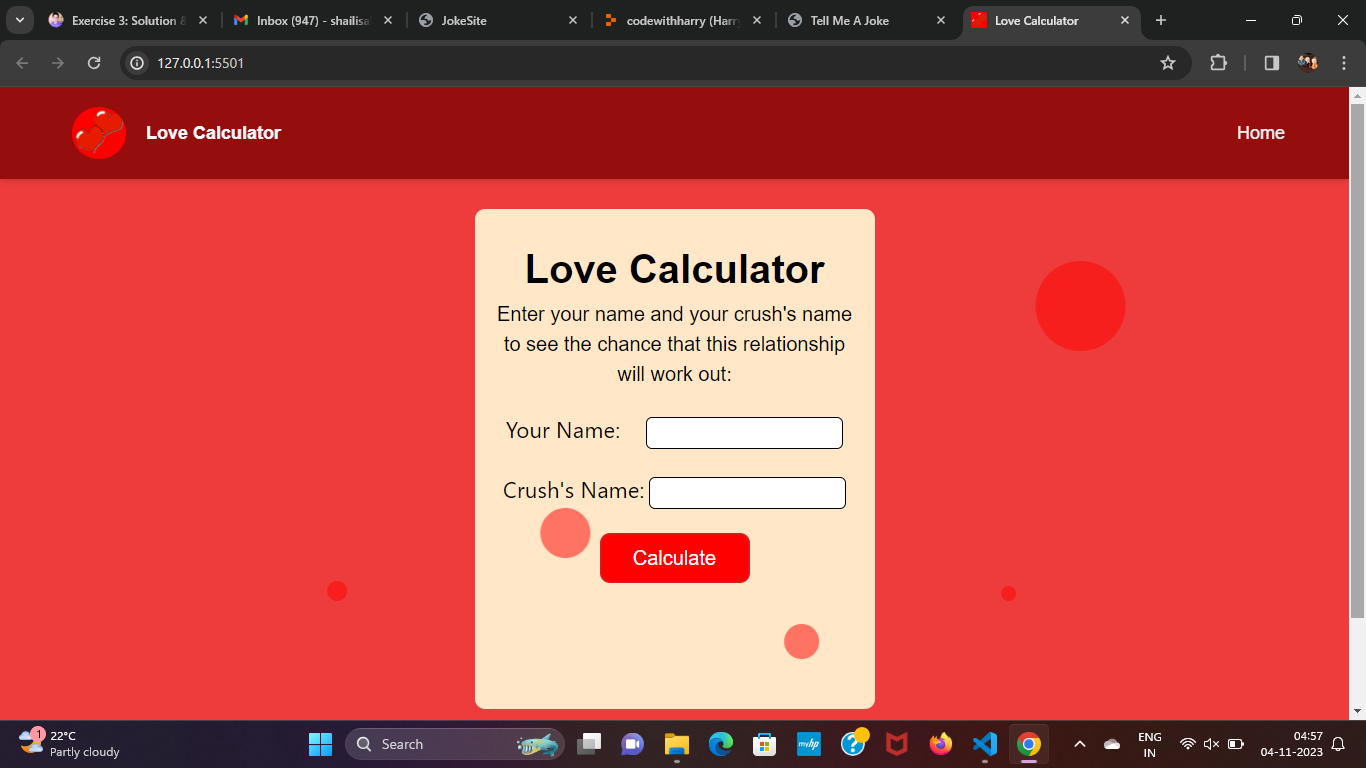 Exercise 3: Solution &
Inbox (947) - shailisa
JokeSite
codewithharry (Harr
Tell Me A Joke
Love Calculator
127.0.0.1:5501
Love Calculator
Home
Love Calculator
Enter your name and your crush's name
to see the chance that this relationship
will work out:
Your Name:
Crush's Name:
Calculate
1
22°C
Partly cloudy
Search
myhp
ENG
IN
04:57
04-11-2023